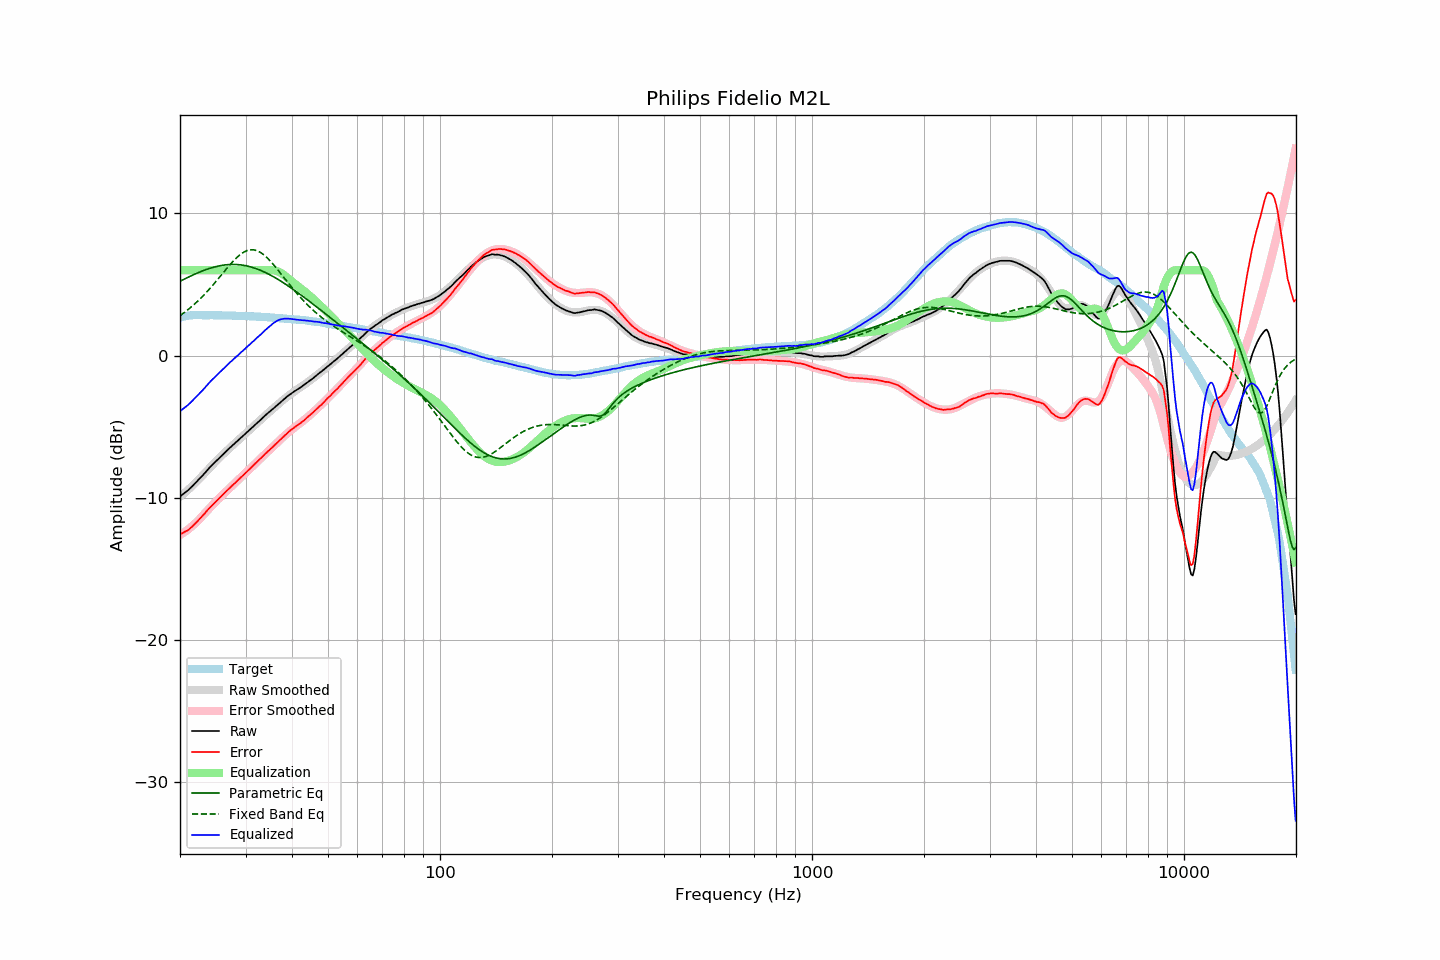 Philips Fidelio M2L
Amplitude (dBr)
10
0
−10
−20
−30
Target
Raw Smoothed
Error Smoothed
Raw
Error
Equalization
Parametric Eq
Fixed Band Eq
Equalized
100
1000
10000
Frequency (Hz)